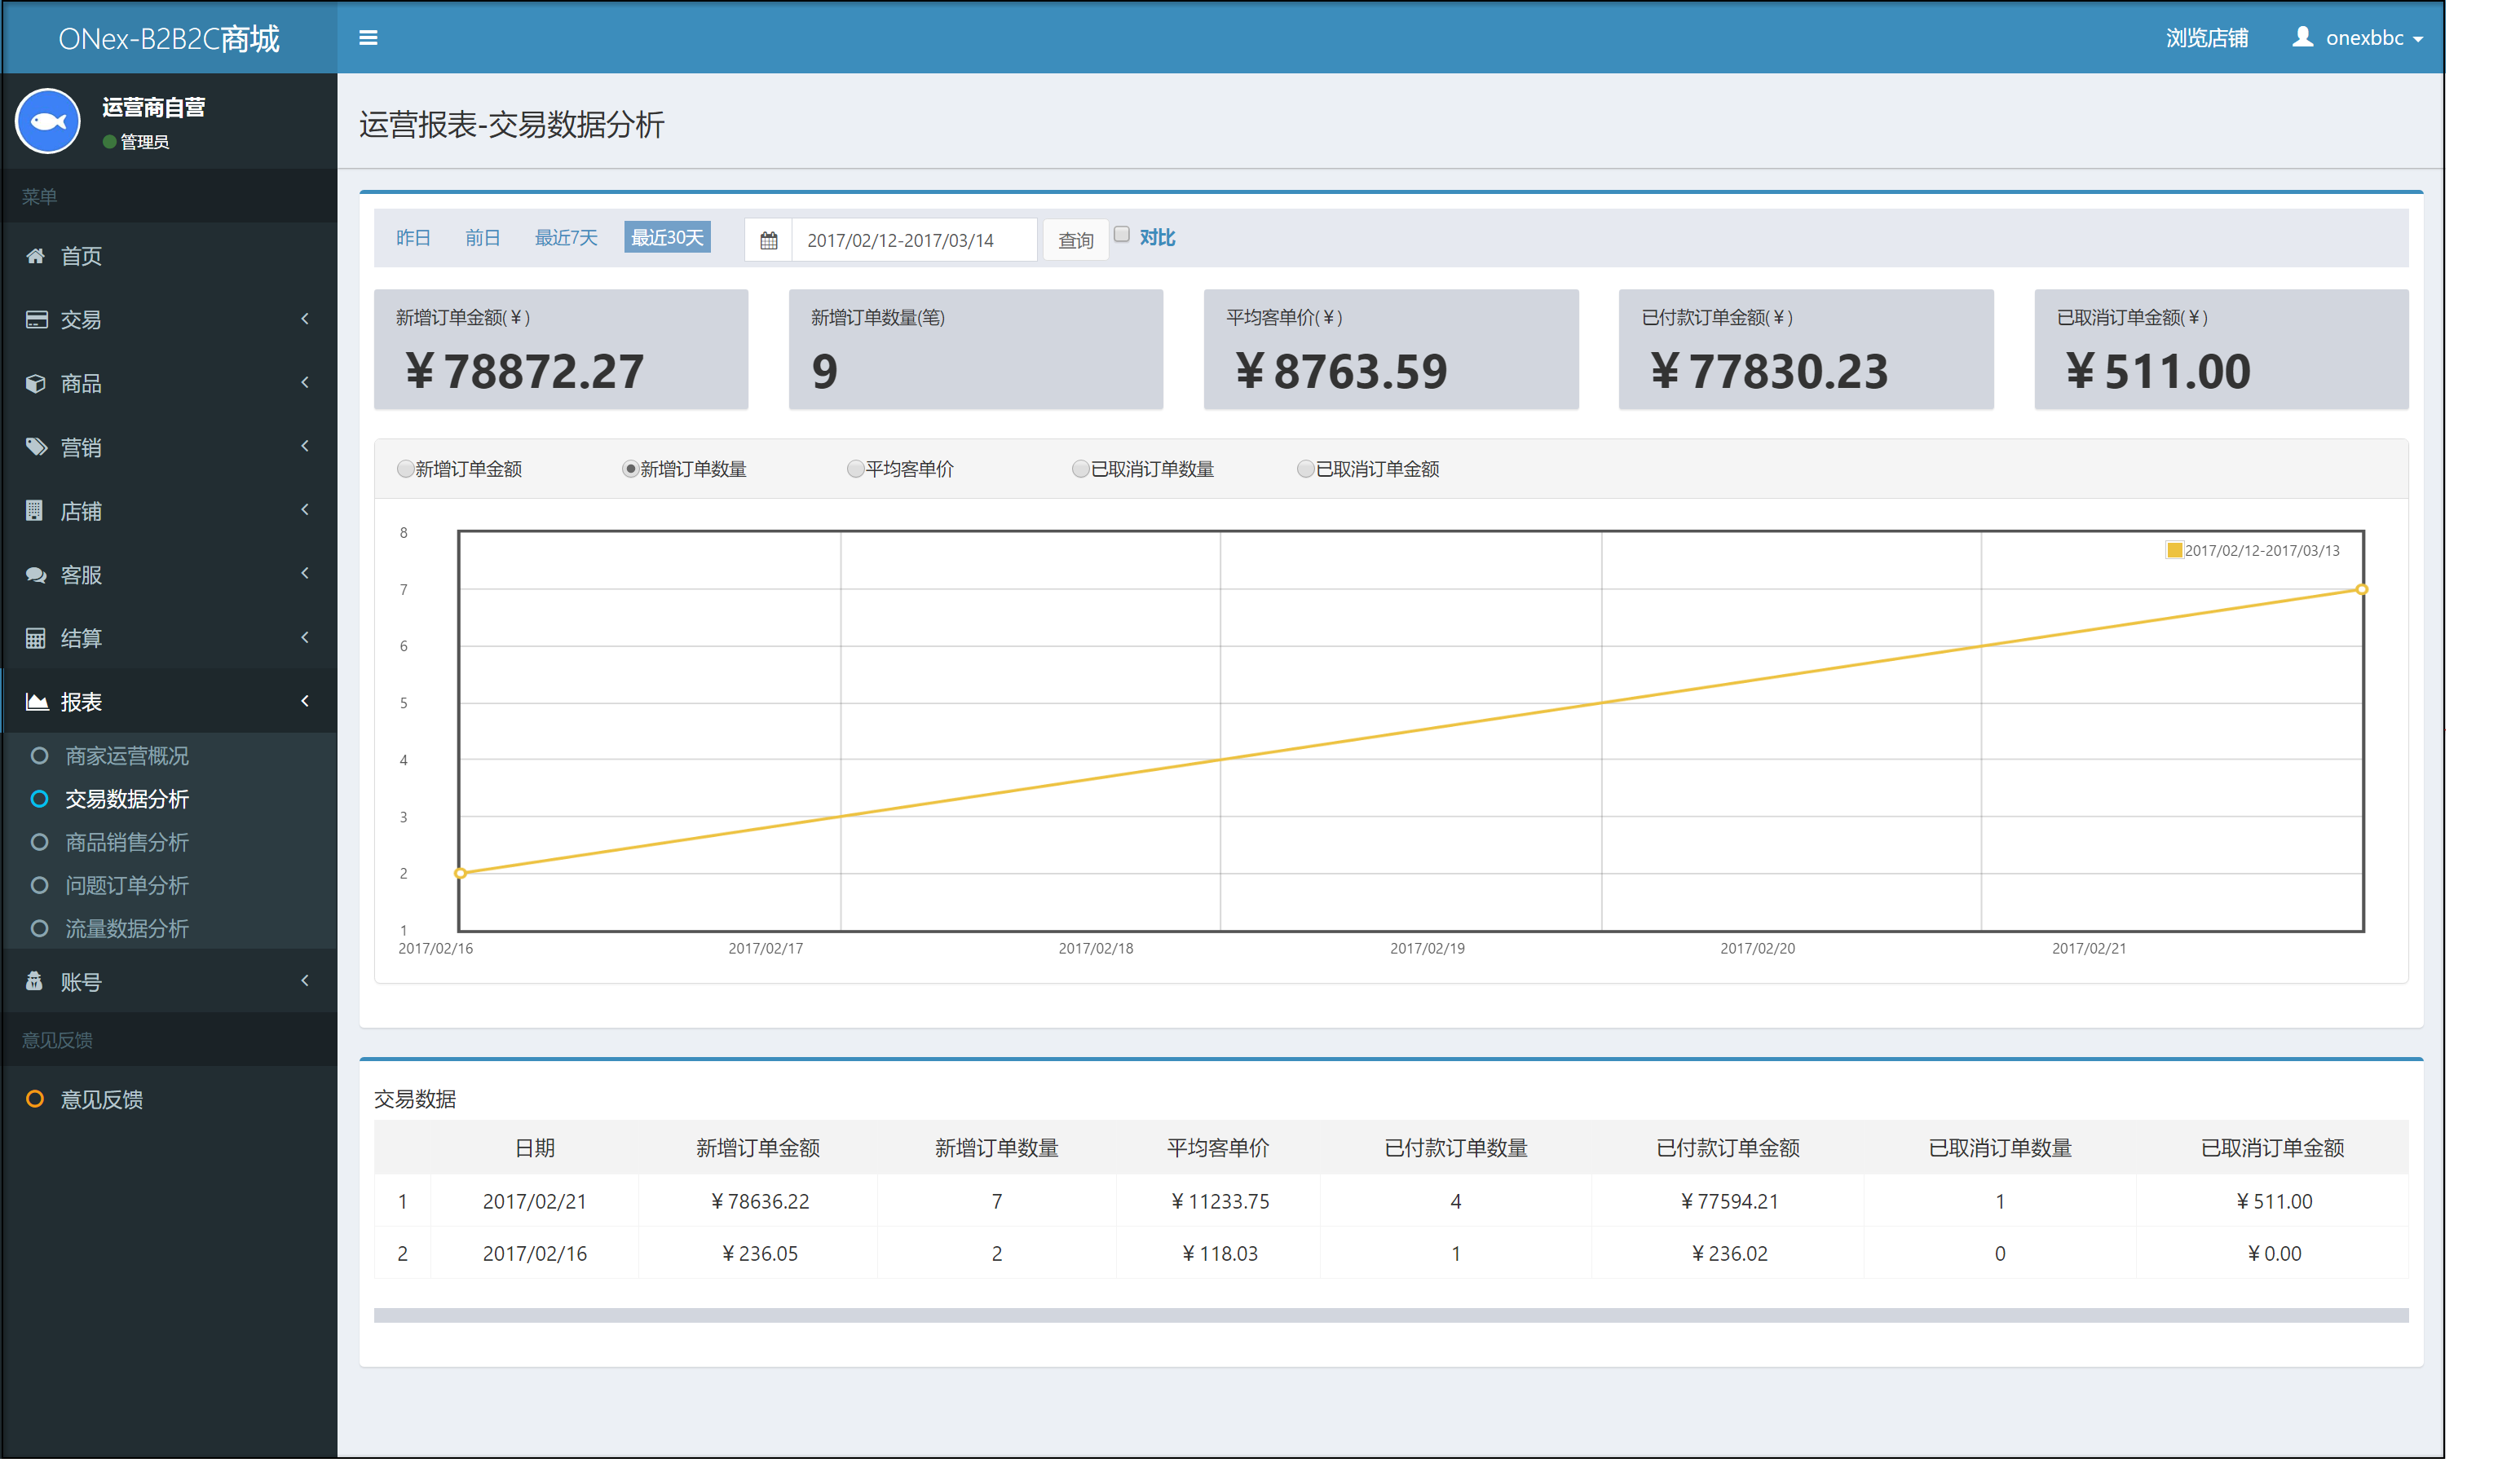 ONex-B2B2C商城
浏览店铺 onexbbc
运营商自营
管理员
菜单
首页
交易
商品
营销
店铺
客服
结算
报表
商家运营概况
交易数据分析
商品销售分析
问题订单分析
流量数据分析
账号
意见反馈
意见反馈
运营报表-交易数据分析
昨日 前日 最近7天 最近30天 2017/02/12-2017/03/14 查询 对比
新增订单金额(¥) 新增订单数量(笔) 平均客单价(¥) 已付款订单金额(¥) 已取消订单金额(¥)
¥78872.27 9 ¥8763.59 ¥77830.23 ¥511.00
新增订单金额 新增订单数量 平均客单价 已取消订单数量 已取消订单金额
8
2017/02/12-2017/03/13
7
6
5
4
3
2
1
2017/02/16 2017/02/17 2017/02/18 2017/02/19 2017/02/20 2017/02/21
交易数据
日期 新增订单金额 新增订单数量 平均客单价 已付款订单数量 已付款订单金额 已取消订单数量 已取消订单金额
1 2017/02/21 ¥78636.22 7 ¥11233.75 4 ¥77594.21 1 ¥511.00
2 2017/02/16 ¥236.05 2 ¥118.03 1 ¥236.02 0 ¥0.00